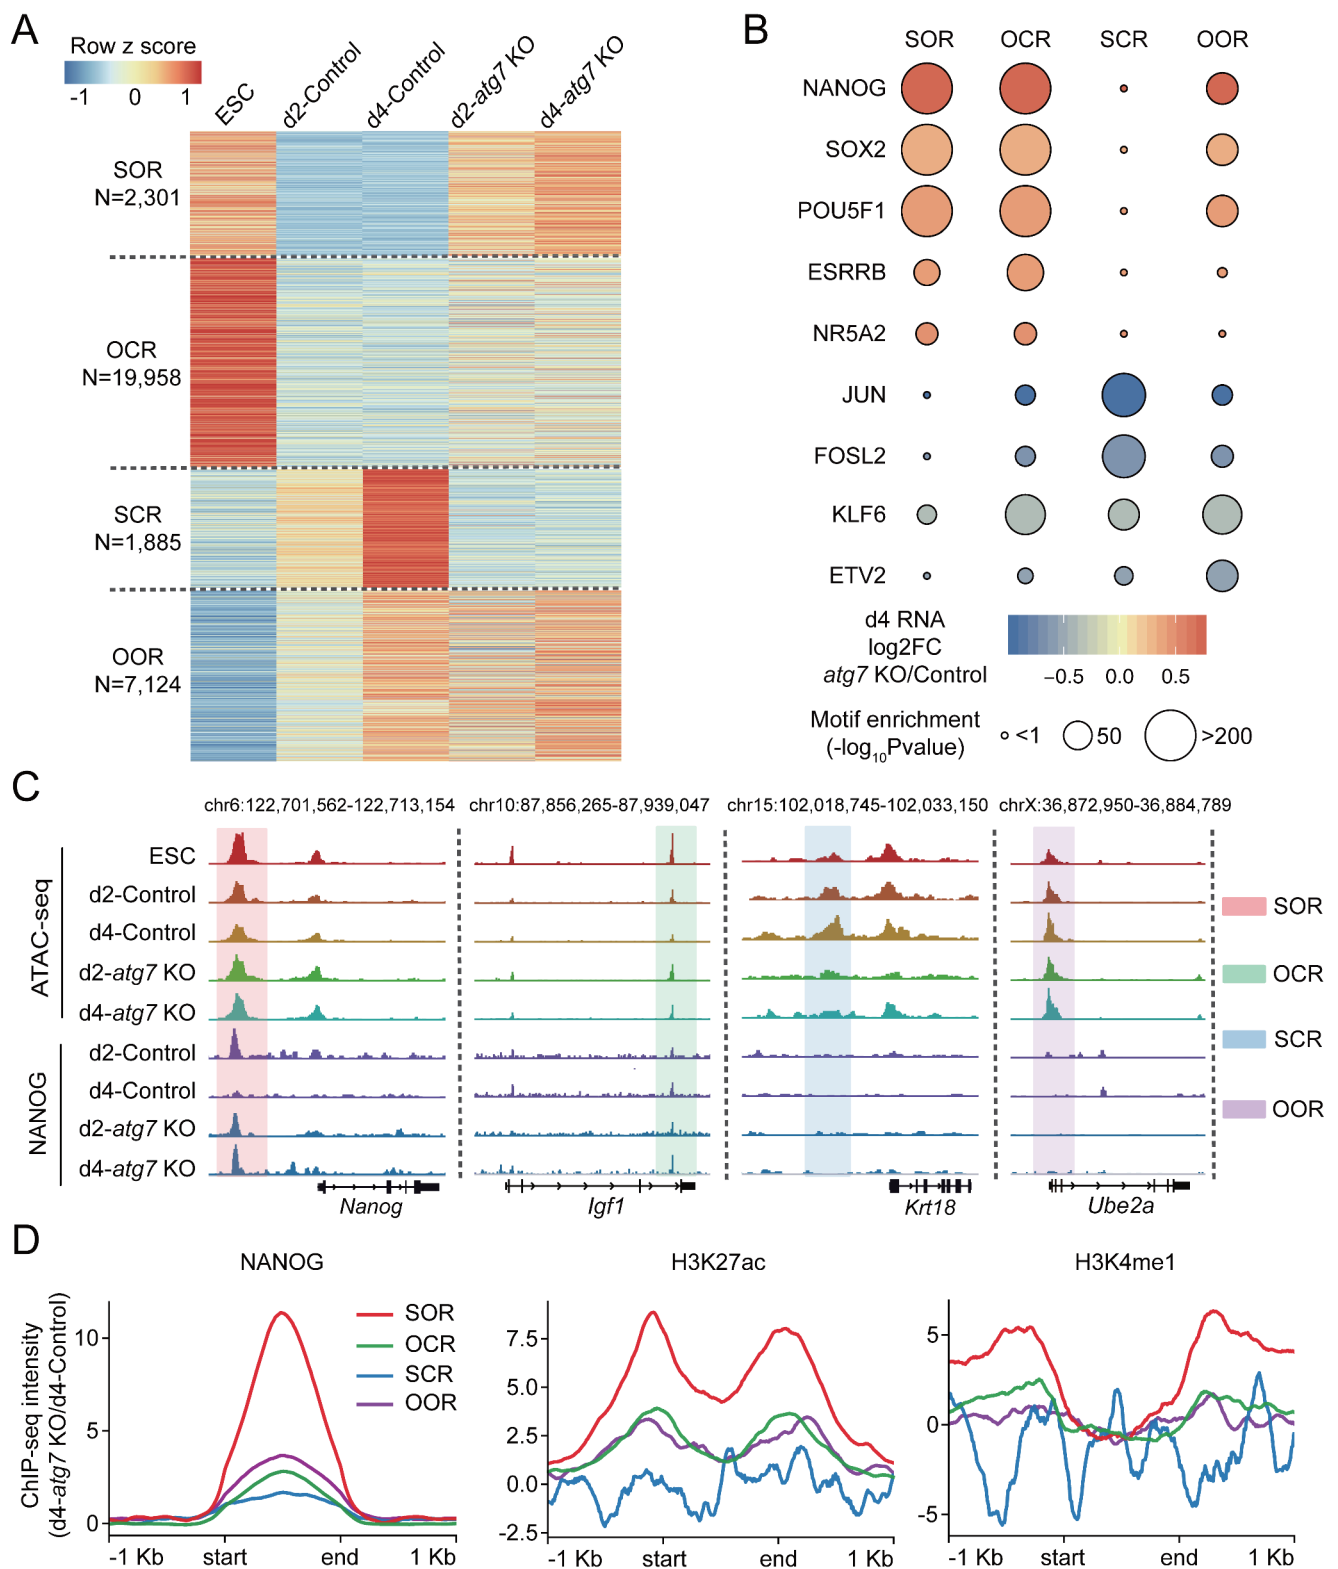 A
Row z score
-1 0 1
ESC
d2-Control
d4-Control
d2-atg7 KO
d4-atg7 KO
SOR
N=2,301
OCR
N=19,958
SCR
N=1,885
OOR
N=7,124
B
SOR OCR SCR OOR
NANOG
SOX2
POU5F1
ESRRB
NR5A2
JUN
FOSL2
KLF6
ETV2
d4 RNA
log2FC
atg7 KO/Control
−0.5 0.0 0.5
Motif enrichment
(-log10Pvalue)
<1 50 >200
C
chr6:122,701,562-122,713,154 chr10:87,856,265-87,939,047 chr15:102,018,745-102,033,150 chrX:36,872,950-36,884,789
ATAC-seq
ESC
d2-Control
d4-Control
d2-atg7 KO
d4-atg7 KO
NANOG
d2-Control
d4-Control
d2-atg7 KO
d4-atg7 KO
Nanog Igf1 Krt18 Ube2a
SOR
OCR
SCR
OOR
D
ChIP-seq intensity
(d4-atg7 KO/d4-Control)
NANOG
10
5
0
SOR
OCR
SCR
OOR
-1 Kb start end 1 Kb
H3K27ac
7.5
5.0
2.5
0.0
-2.5
-1 Kb start end 1 Kb
H3K4me1
5
0
-5
-1 Kb start end 1 Kb